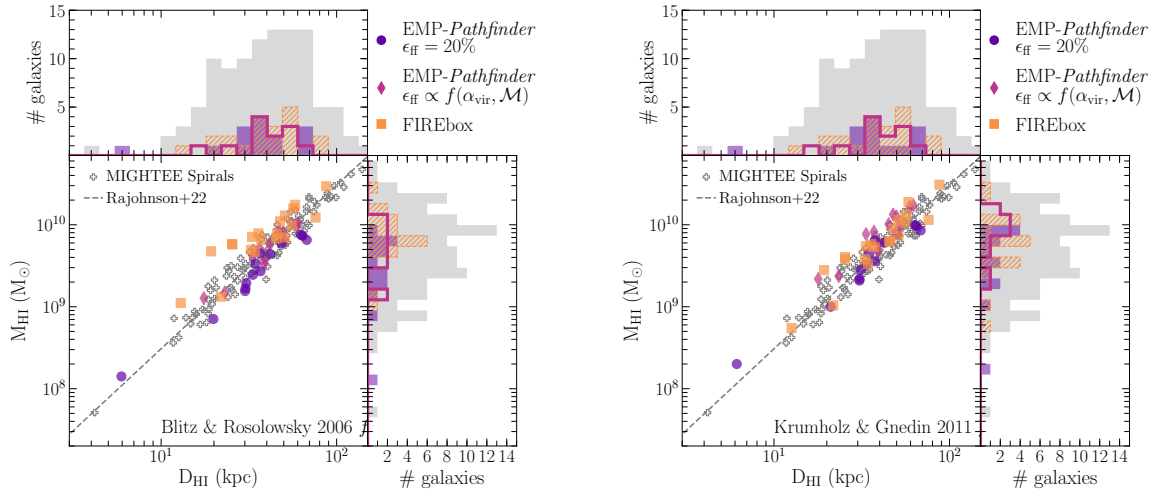 15
10
5
# galaxies
EMP-Pathfinder
ϵff = 20%
EMP-Pathfinder
ϵff ∝ f(αvir, M)
FIREbox
MIGHTEE Spirals
Rajohnson+22
10^10
10^9
10^8
MHI (M⊙)
Blitz & Rosolowsky 2006 f
10^1
10^2
DHI (kpc)
2 4 6 8 10 12 14
# galaxies
15
10
5
# galaxies
EMP-Pathfinder
ϵff = 20%
EMP-Pathfinder
ϵff ∝ f(αvir, M)
FIREbox
MIGHTEE Spirals
Rajohnson+22
10^10
10^9
10^8
MHI (M⊙)
Krumholz & Gnedin 2011
10^1
10^2
DHI (kpc)
2 4 6 8 10 12 14
# galaxies